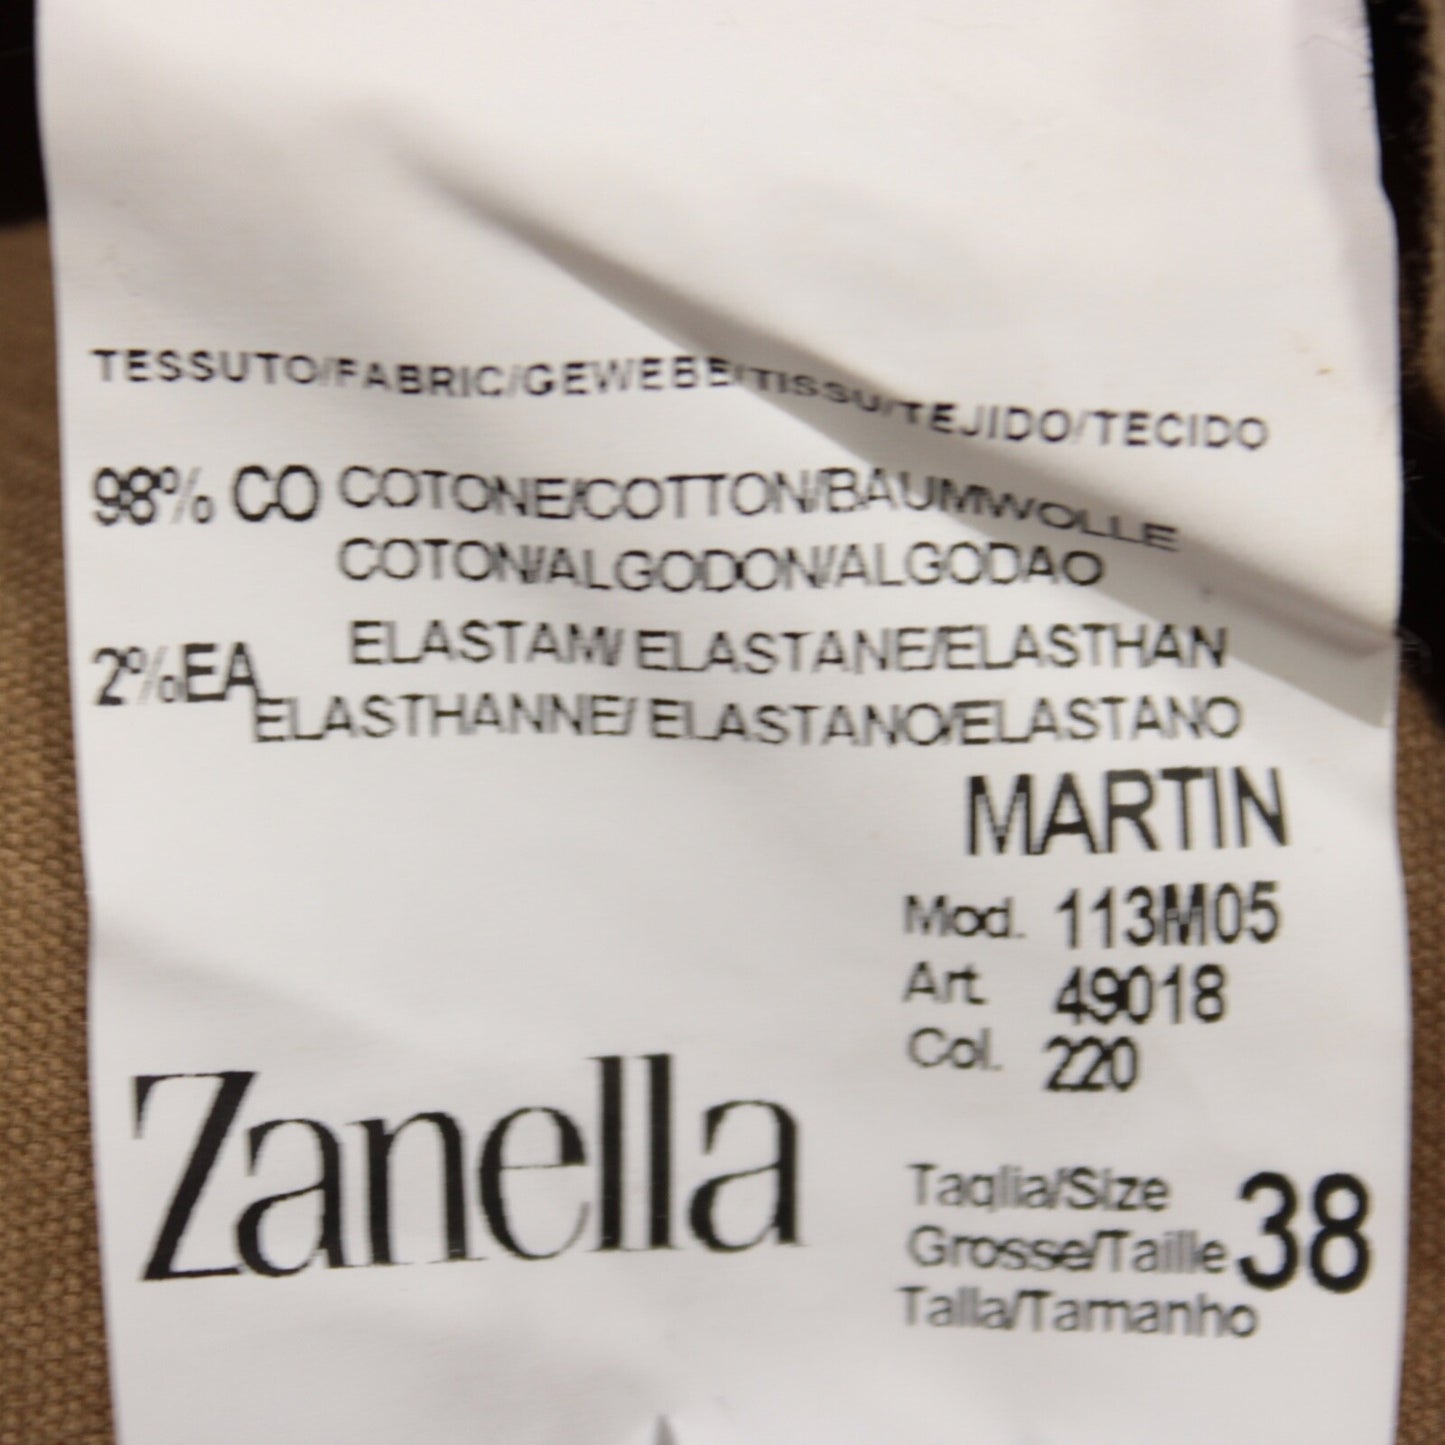 TESSUTO/FABRIC/GEWEBE/TISSU/TEJIDO/TECIDO
98% CO COTONE/COTTON/BAUMWOLLE
COTON/ALGODON/ALGODAO
2%EA ELASTAM/ ELASTANE/ELASTHAN
ELASTHANNE/ ELASTANO/ELASTANO
MARTIN
Mod. 113M05
Art. 49018
Col. 220
Zanella
Taglia/Size
Grosse/Taille 38
Talla/Tamanho